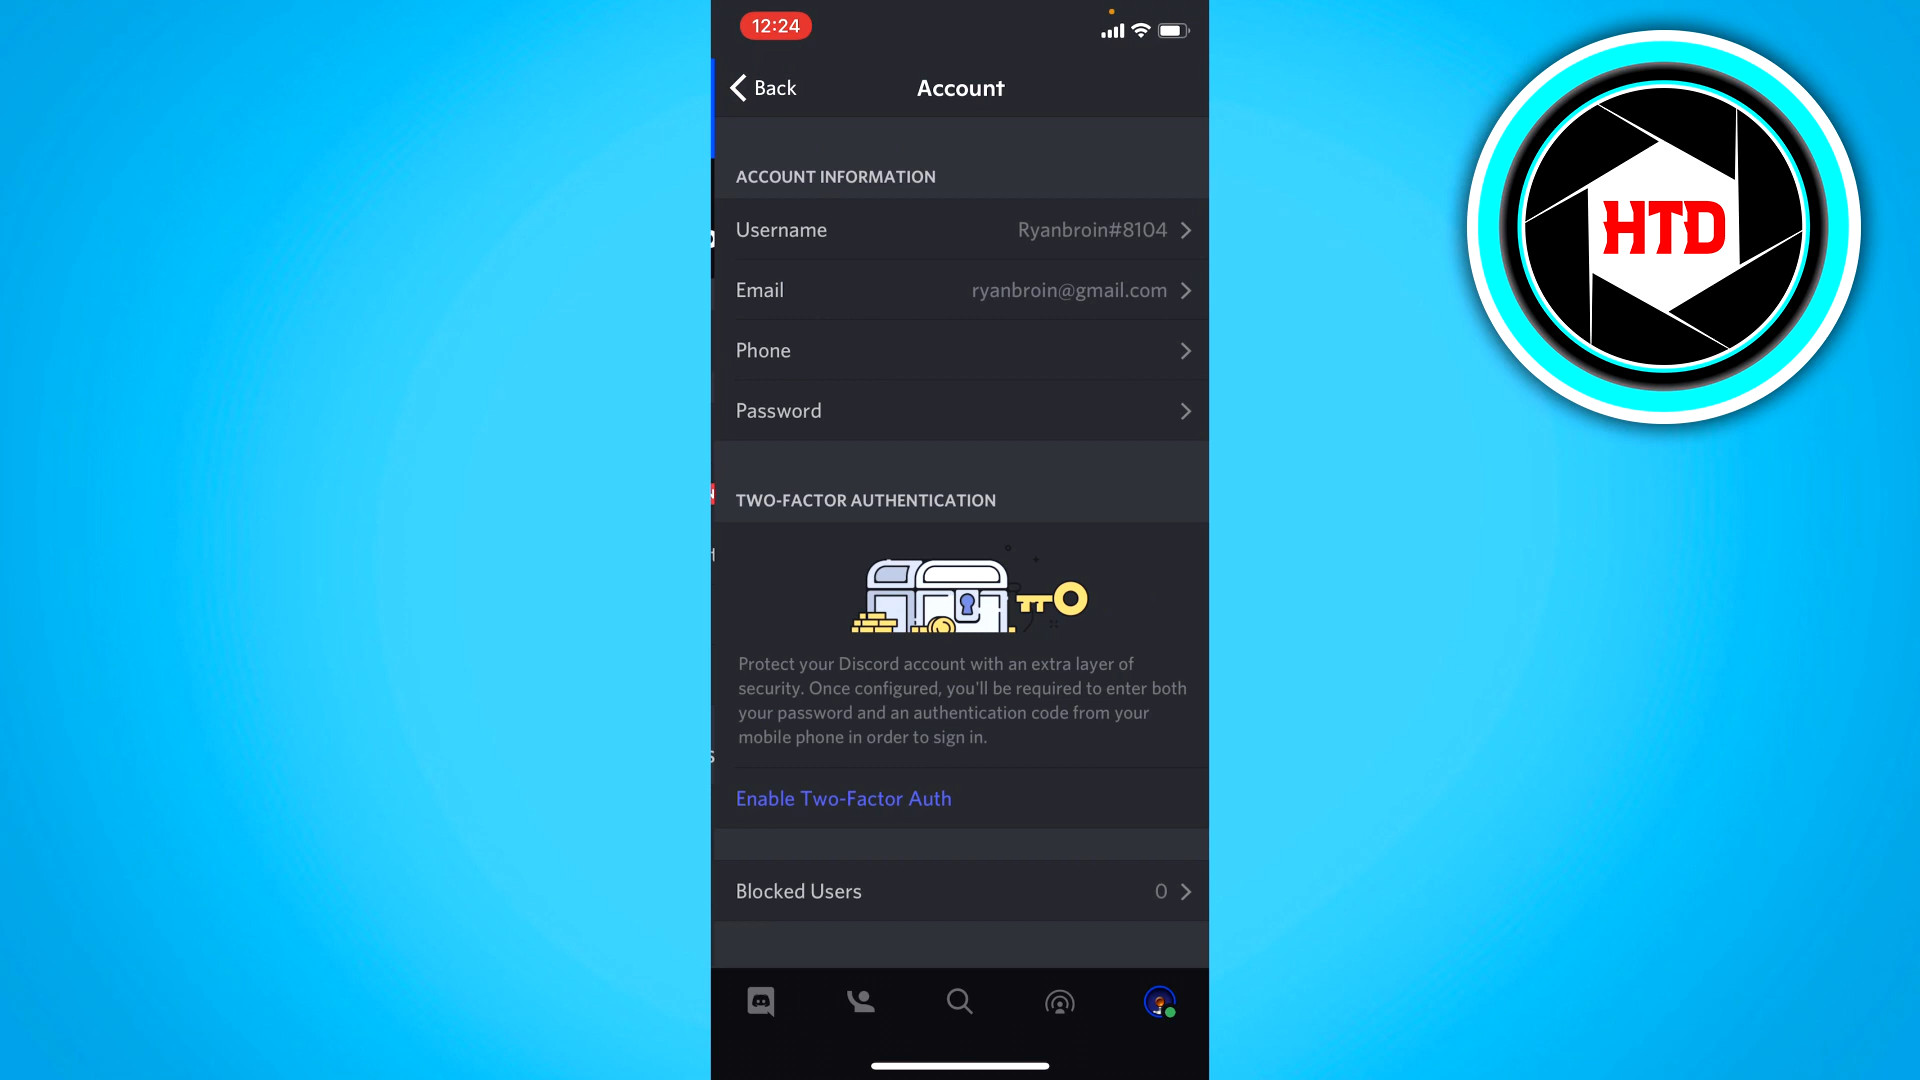 12:24
Back
Account
ACCOUNT INFORMATION
Username Ryanbroin#8104
Email ryanbroin@gmail.com
Phone
Password
TWO-FACTOR AUTHENTICATION
Protect your Discord account with an extra layer of
security. Once configured, you'll be required to enter both
your password and an authentication code from your
mobile phone in order to sign in.
Enable Two-Factor Auth
Blocked Users 0
HTD